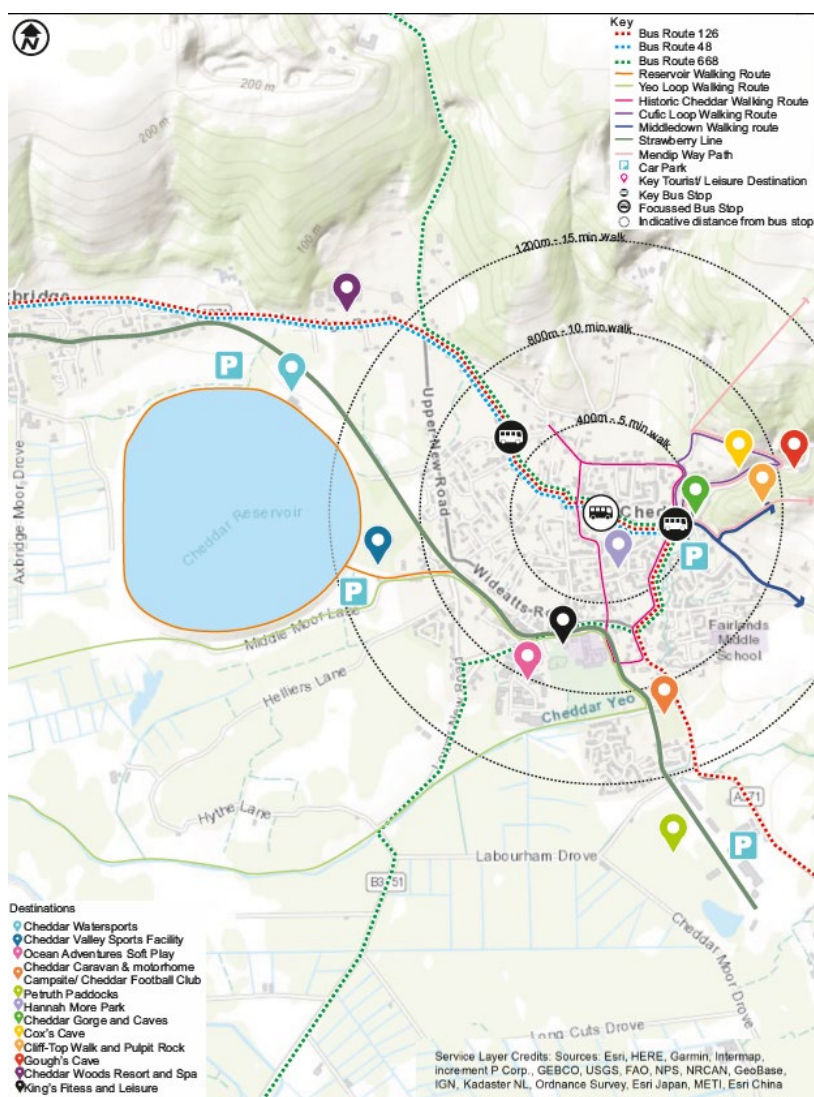 N
Key
Bus Route 126
Bus Route 48
Bus Route 668
Reservoir Walking Route
Yeo Loop Walking Route
Historic Cheddar Walking Route
Cufic Loop Walking Route
Middledown Walking route
Strawberry Line
Mendip Way Path
P Car Park
Key Tourist/ Leisure Destination
Key Bus Stop
Focussed Bus Stop
Indicative distance from bus stop
200 m
200 m
100 m
1200m - 15 min walk
800m - 10 min walk
400m - 5 min walk
xbridge
P
Upper New Road
Axbridge Moor Drove
Cheddar Reservoir
Ched
P
P
Wideatts Ro
Middle Moor Lane
Fairlands
Middle
School
Helliers Lane
Cheddar Yeo
Hythe Lane
A371
P
Labourham Drove
B3151
Cheddar Moor Drove
Long Cuts Drove
Destinations
Cheddar Watersports
Cheddar Valley Sports Facility
Ocean Adventures Soft Play
Cheddar Caravan & motorhome
Campsite/ Cheddar Football Club
Petruth Paddocks
Hannah More Park
Cheddar Gorge and Caves
Cox's Cave
Cliff-Top Walk and Pulpit Rock
Gough's Cave
Cheddar Woods Resort and Spa
King's Fitess and Leisure
Service Layer Credits: Sources: Esri, HERE, Garmin, Intermap,
increment P Corp., GEBCO, USGS, FAO, NPS, NRCAN, GeoBase,
IGN, Kadaster NL, Ordnance Survey, Esri Japan, METI, Esri China